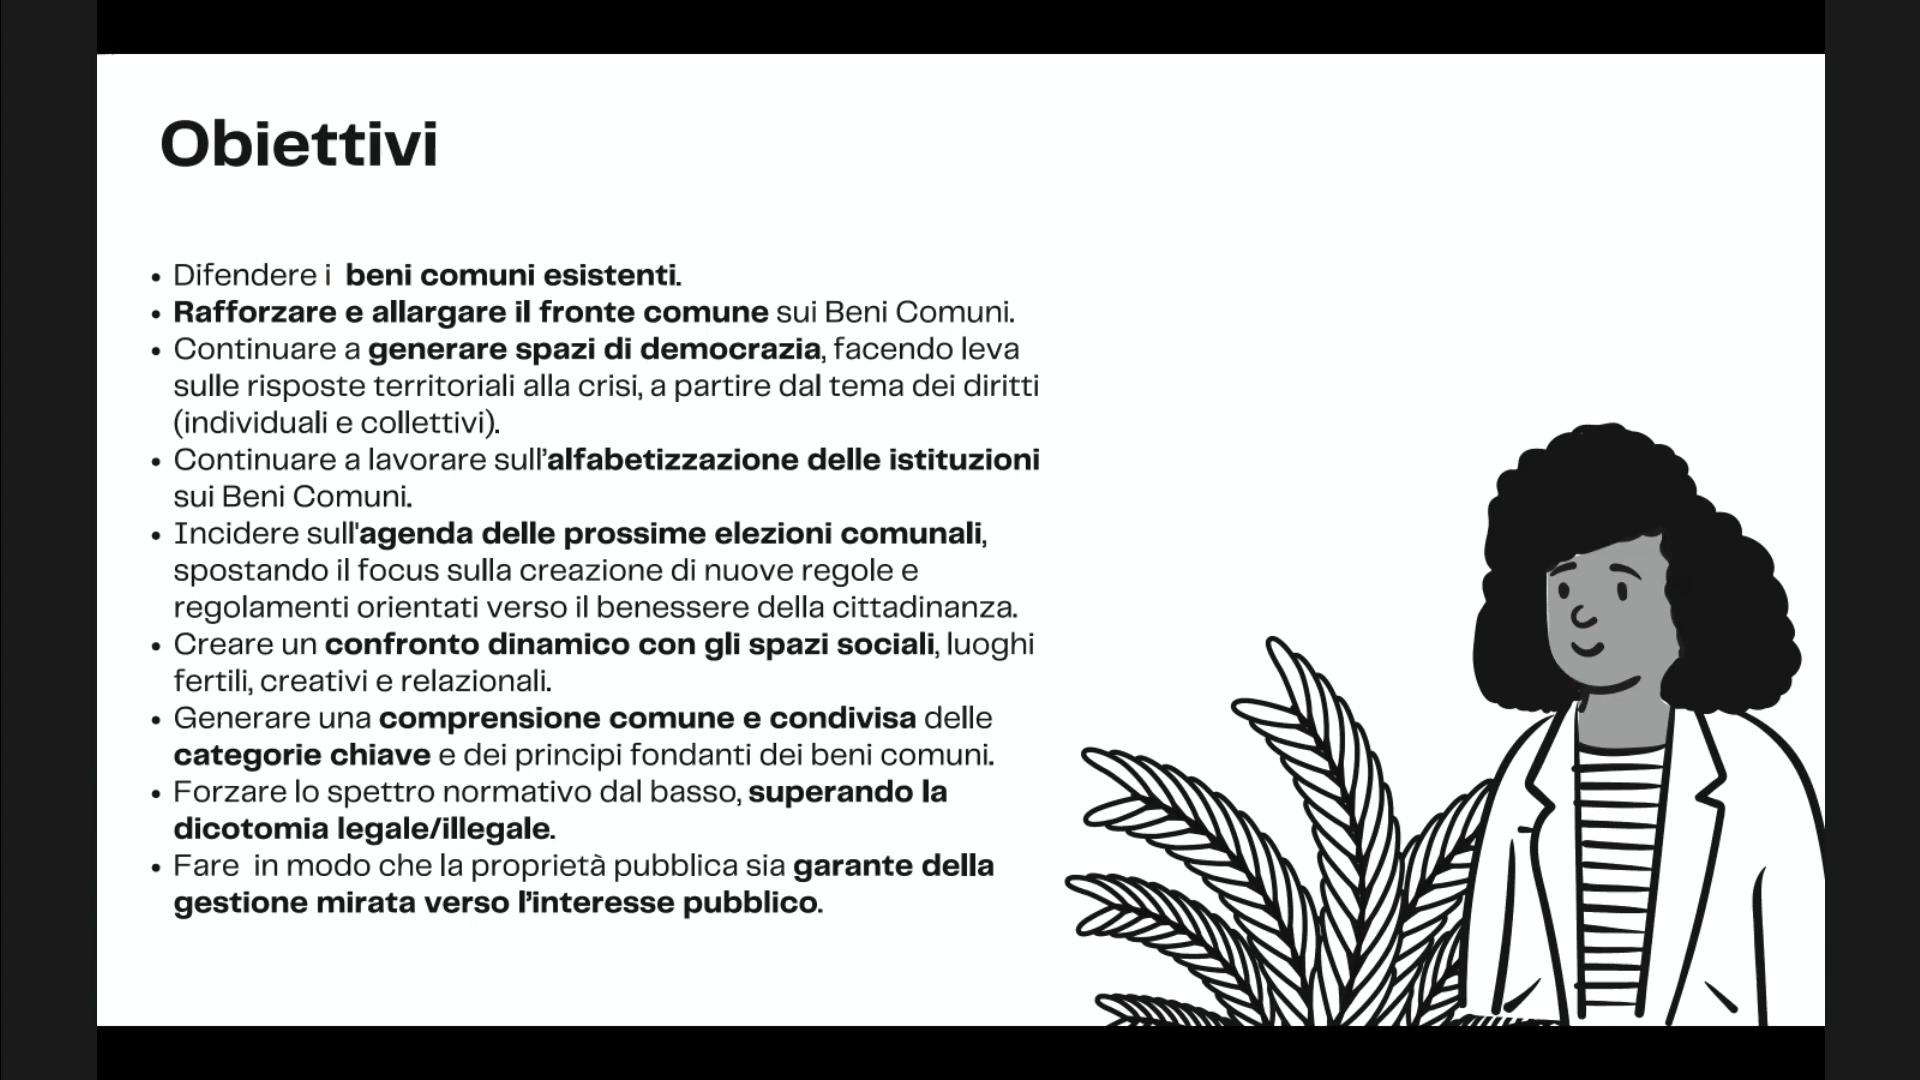 Obiettivi
• Difendere i  beni comuni esistenti.
• Rafforzare e allargare il fronte comune sui Beni Comuni.
• Continuare a generare spazi di democrazia, facendo leva
sulle risposte territoriali alla crisi, a partire dal tema dei diritti
(individuali e collettivi).
• Continuare a lavorare sull’alfabetizzazione delle istituzioni
sui Beni Comuni.
• Incidere sull'agenda delle prossime elezioni comunali,
spostando il focus sulla creazione di nuove regole e
regolamenti orientati verso il benessere della cittadinanza.
• Creare un confronto dinamico con gli spazi sociali, luoghi
fertili, creativi e relazionali.
• Generare una comprensione comune e condivisa delle
categorie chiave e dei principi fondanti dei beni comuni.
• Forzare lo spettro normativo dal basso, superando la
dicotomia legale/illegale.
• Fare  in modo che la proprietà pubblica sia garante della
gestione mirata verso l’interesse pubblico.